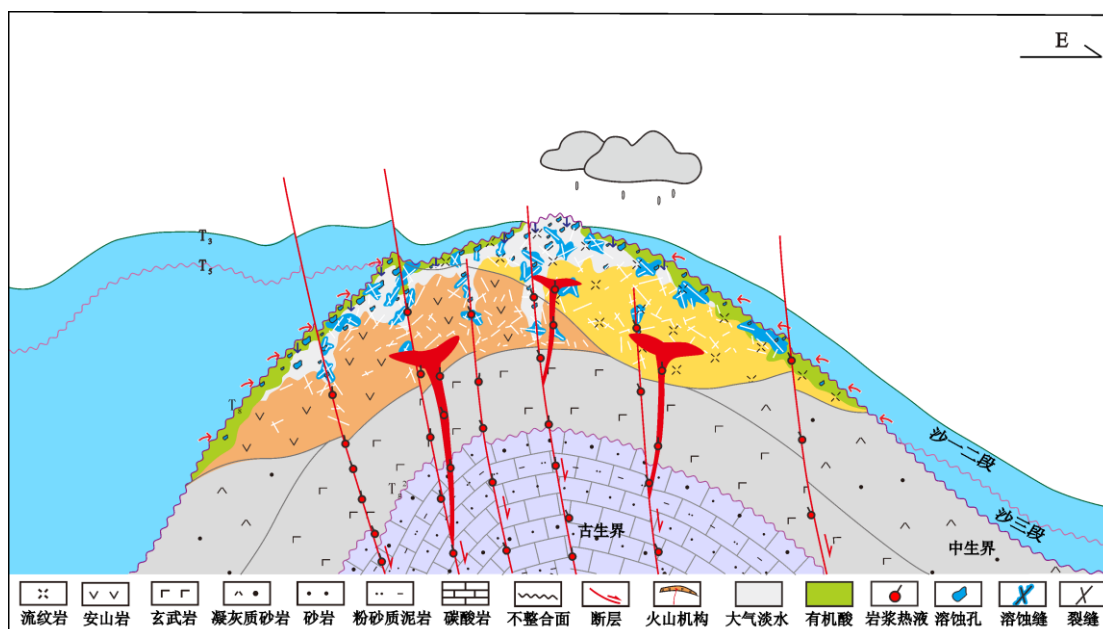 E
T₃
T₅
T₈
T₈²
沙一二段
沙三段
古生界
中生界
流纹岩
安山岩
玄武岩
凝灰质砂岩
砂岩
粉砂质泥岩
碳酸岩
不整合面
断层
火山机构
大气淡水
有机酸
岩浆热液
溶蚀孔
溶蚀缝
裂缝